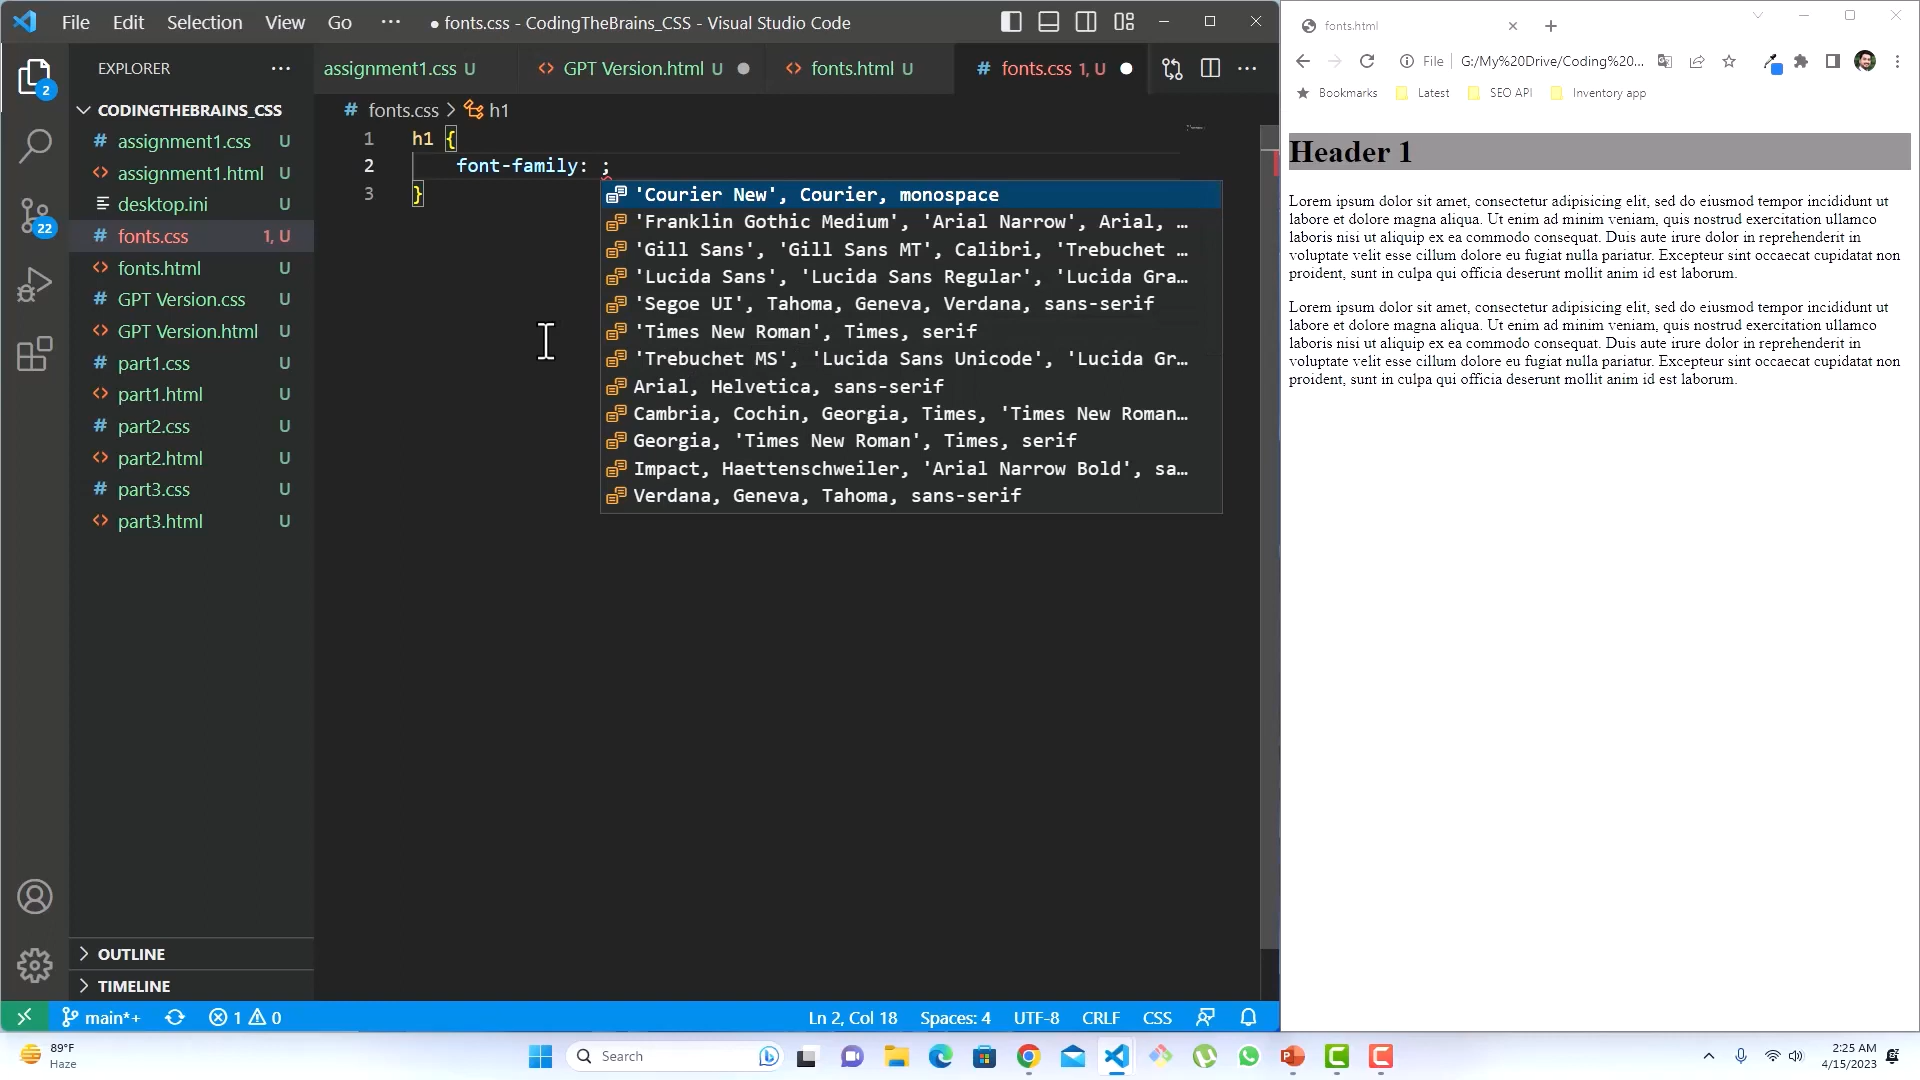 File Edit Selection View Go ··· ● fonts.css - CodingTheBrains_CSS - Visual Studio Code
EXPLORER ···
assignment1.css U <> GPT Version.html U ● <> fonts.html U # fonts.css 1, U ● ···
CODINGTHEBRAINS_CSS
# fonts.css > h1
# assignment1.css U
<> assignment1.html U
desktop.ini U
# fonts.css 1, U
<> fonts.html U
# GPT Version.css U
<> GPT Version.html U
# part1.css U
<> part1.html U
# part2.css U
<> part2.html U
# part3.css U
<> part3.html U
OUTLINE
TIMELINE
2
22
1 h1 {
2 font-family: ;
3 }
'Courier New', Courier, monospace
'Franklin Gothic Medium', 'Arial Narrow', Arial, …
'Gill Sans', 'Gill Sans MT', Calibri, 'Trebuchet …
'Lucida Sans', 'Lucida Sans Regular', 'Lucida Gra…
'Segoe UI', Tahoma, Geneva, Verdana, sans-serif
'Times New Roman', Times, serif
'Trebuchet MS', 'Lucida Sans Unicode', 'Lucida Gr…
Arial, Helvetica, sans-serif
Cambria, Cochin, Georgia, Times, 'Times New Roman…
Georgia, 'Times New Roman', Times, serif
Impact, Haettenschweiler, 'Arial Narrow Bold', sa…
Verdana, Geneva, Tahoma, sans-serif
main*+ 1 0 Ln 2, Col 18 Spaces: 4 UTF-8 CRLF CSS
fonts.html
File G:/My%20Drive/Coding%20...
Bookmarks Latest SEO API Inventory app
Header 1
Lorem ipsum dolor sit amet, consectetur adipisicing elit, sed do eiusmod tempor incididunt ut
labore et dolore magna aliqua. Ut enim ad minim veniam, quis nostrud exercitation ullamco
laboris nisi ut aliquip ex ea commodo consequat. Duis aute irure dolor in reprehenderit in
voluptate velit esse cillum dolore eu fugiat nulla pariatur. Excepteur sint occaecat cupidatat non
proident, sunt in culpa qui officia deserunt mollit anim id est laborum.
Lorem ipsum dolor sit amet, consectetur adipisicing elit, sed do eiusmod tempor incididunt ut
labore et dolore magna aliqua. Ut enim ad minim veniam, quis nostrud exercitation ullamco
laboris nisi ut aliquip ex ea commodo consequat. Duis aute irure dolor in reprehenderit in
voluptate velit esse cillum dolore eu fugiat nulla pariatur. Excepteur sint occaecat cupidatat non
proident, sunt in culpa qui officia deserunt mollit anim id est laborum.
89°F
Haze
Search
2:25 AM
4/15/2023